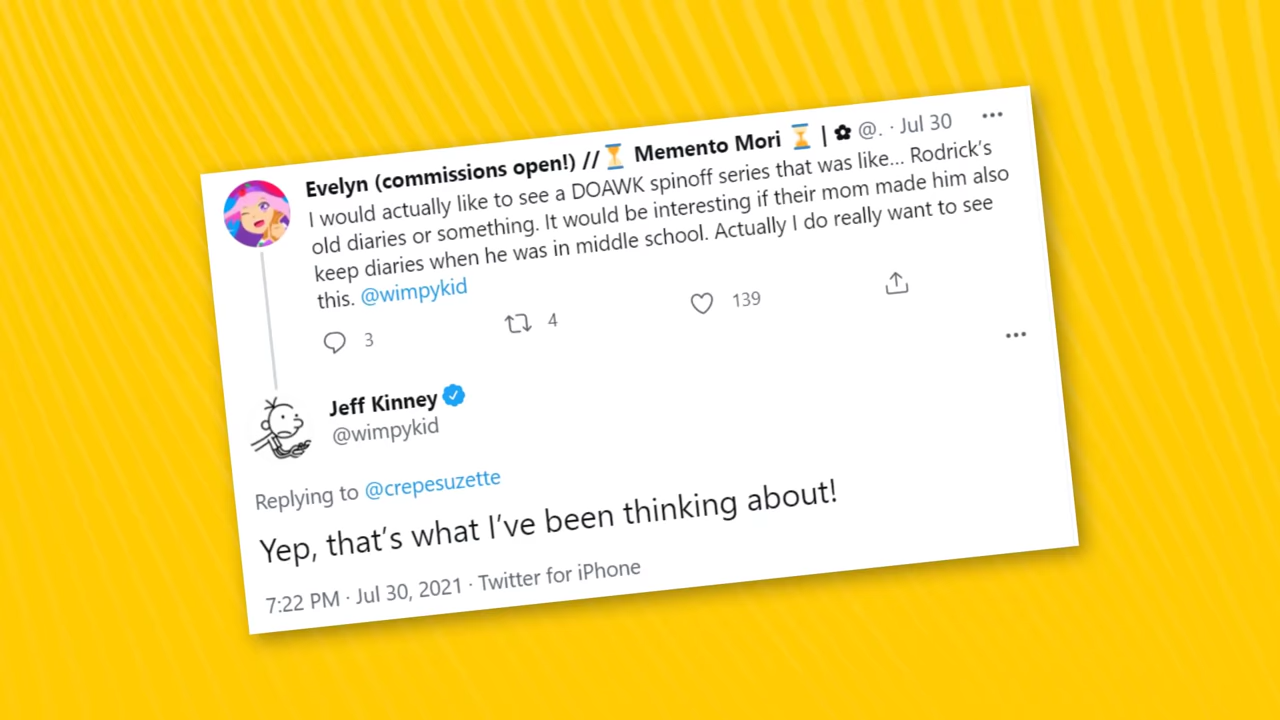 Evelyn (commissions open!) //⏳ Memento Mori ⏳ | ✿ @. · Jul 30 ···
I would actually like to see a DOAWK spinoff series that was like... Rodrick's
old diaries or something. It would be interesting if their mom made him also
keep diaries when he was in middle school. Actually I do really want to see
this. @wimpykid
3 4 139
···
Jeff Kinney
@wimpykid
Replying to @crepesuzette
Yep, that's what I've been thinking about!
7:22 PM · Jul 30, 2021 · Twitter for iPhone